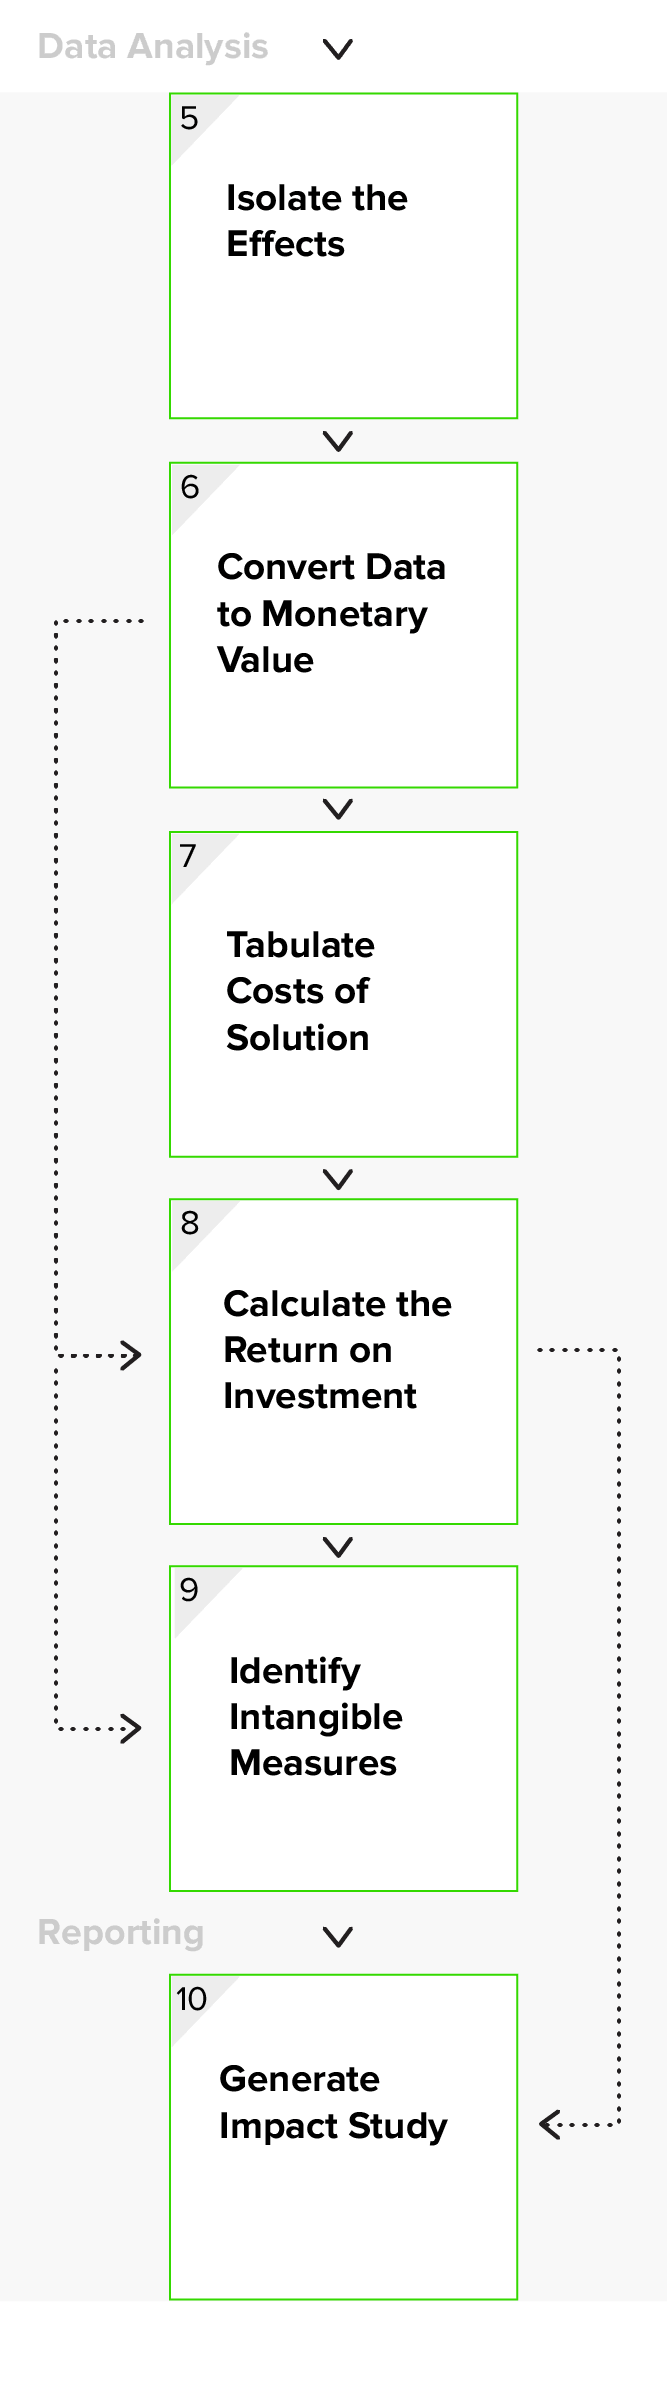 Data Analysis
5
Isolate the
Effects
6
Convert Data
to Monetary
Value
7
Tabulate
Costs of
Solution
8
Calculate the
Return on
Investment
9
Identify
Intangible
Measures
Reporting
10
Generate
Impact Study